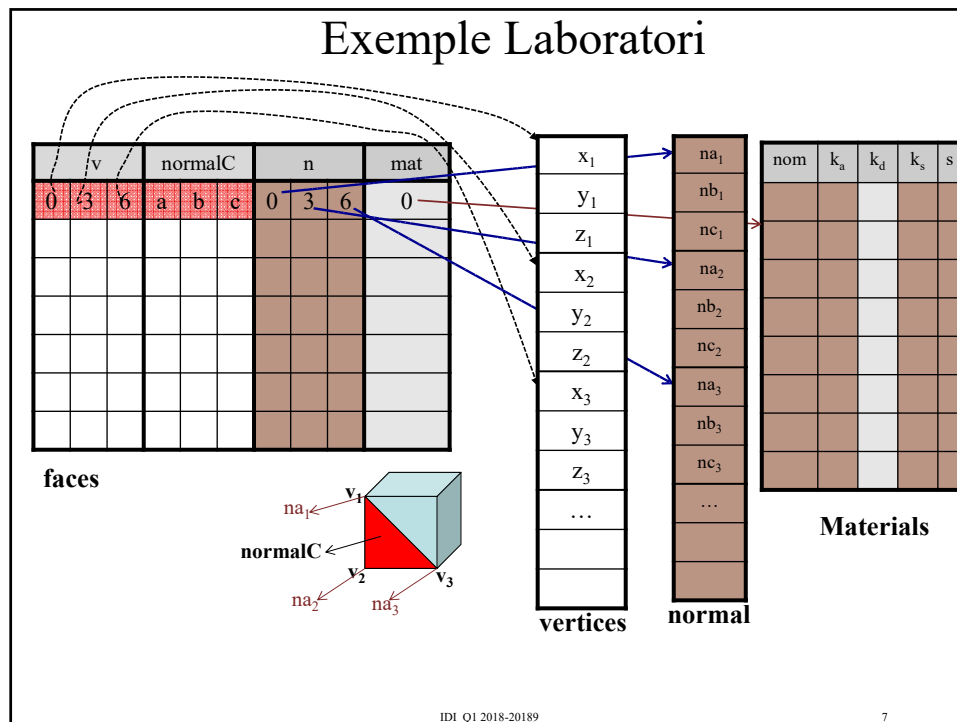 Exemple Laboratori
v normalC n mat
0 3 6 a b c 0 3 6 0
faces
x1
y1
z1
x2
y2
z2
x3
y3
z3
…
vertices
na1
nb1
nc1
na2
nb2
nc2
na3
nb3
nc3
…
normal
nom ka kd ks s
Materials
v1
na1
normalC
v2
v3
na2
na3
IDI Q1 2018-20189
7